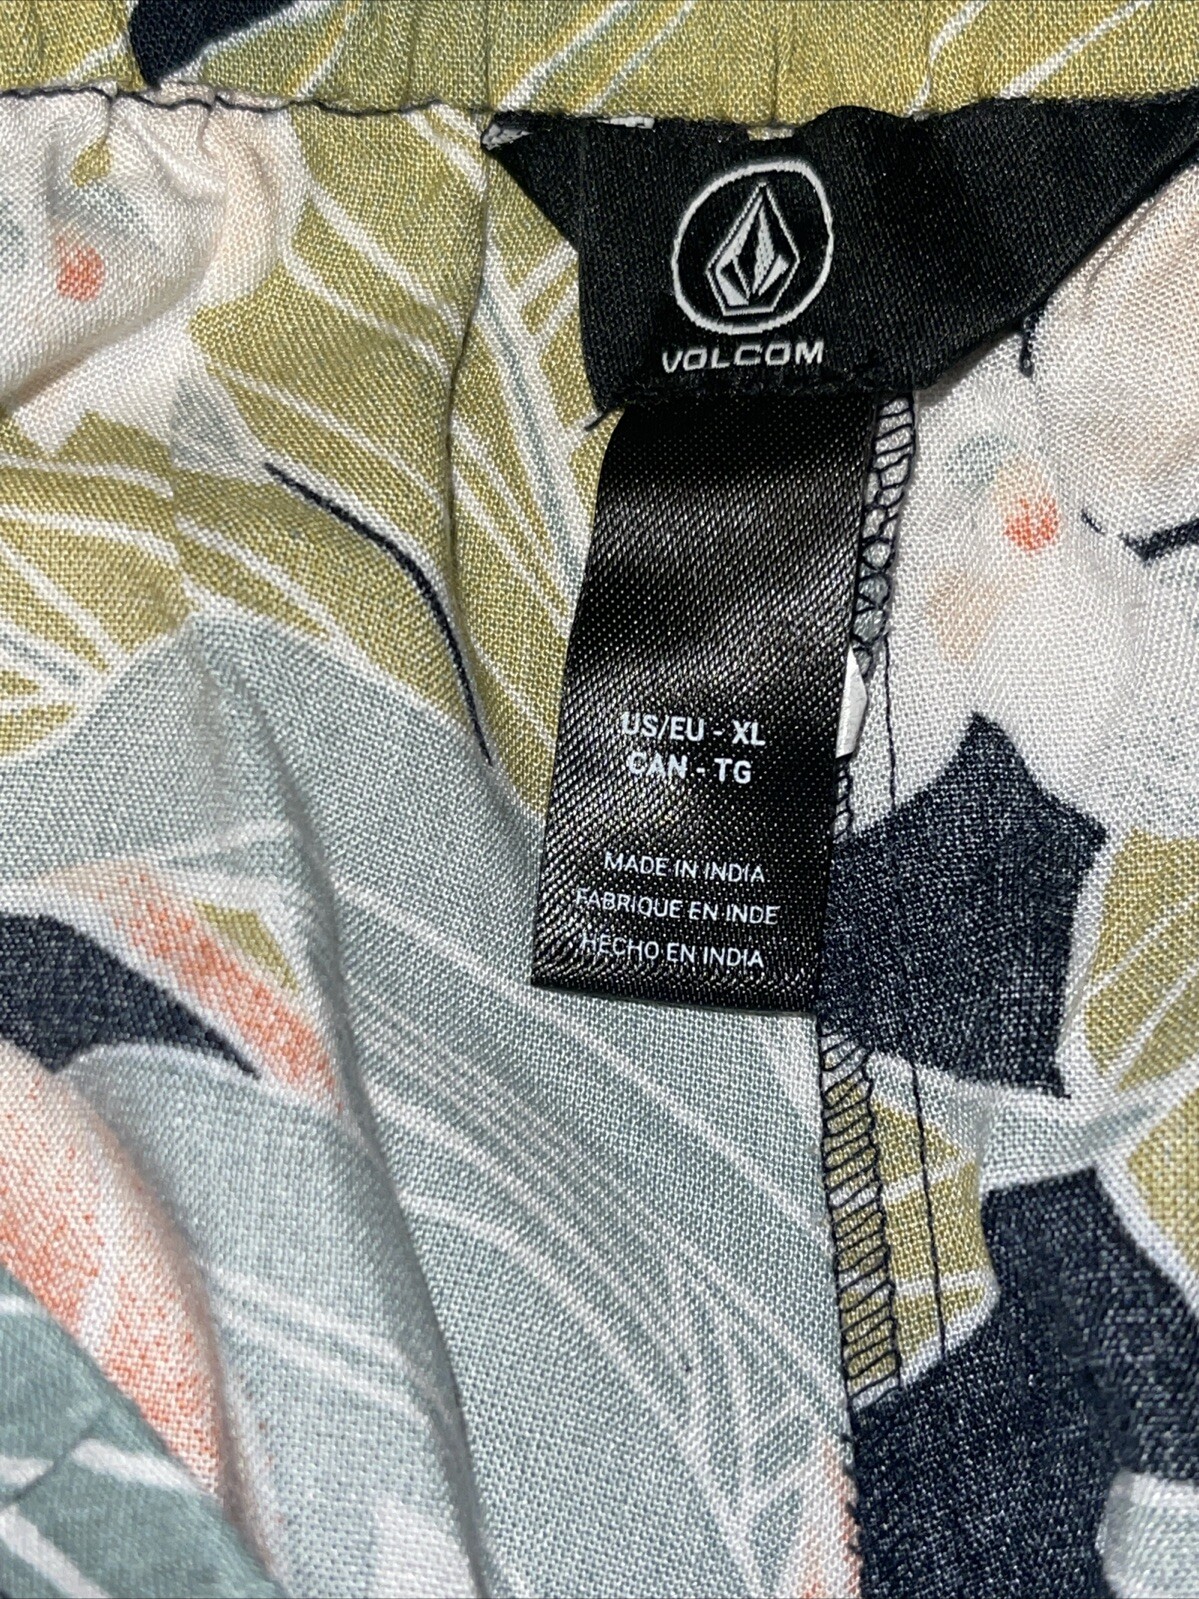 VOLCOM
US/EU - XL
CAN - TG
MADE IN INDIA
FABRIQUE EN INDE
HECHO EN INDIA